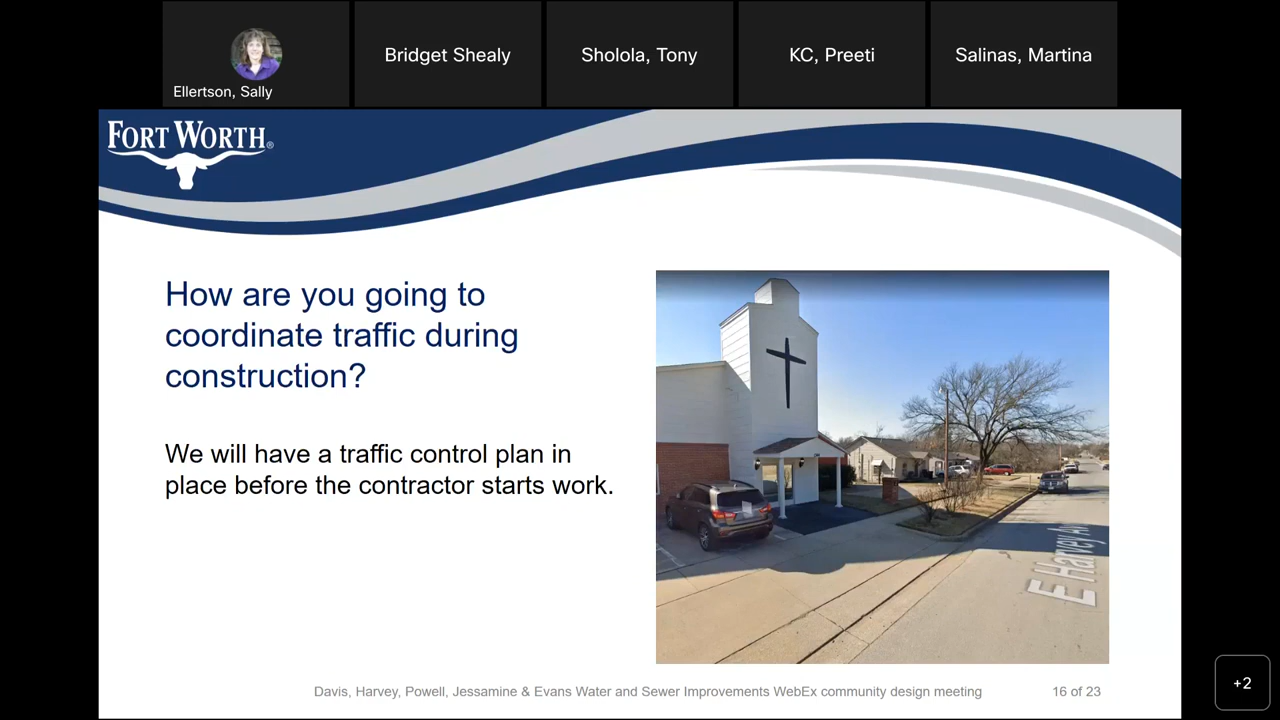 Ellertson, Sally
Bridget Shealy
Sholola, Tony
KC, Preeti
Salinas, Martina
FORT WORTH®
How are you going to
coordinate traffic during
construction?
We will have a traffic control plan in
place before the contractor starts work.
E Harvey Av
Davis, Harvey, Powell, Jessamine & Evans Water and Sewer Improvements WebEx community design meeting
16 of 23
+2